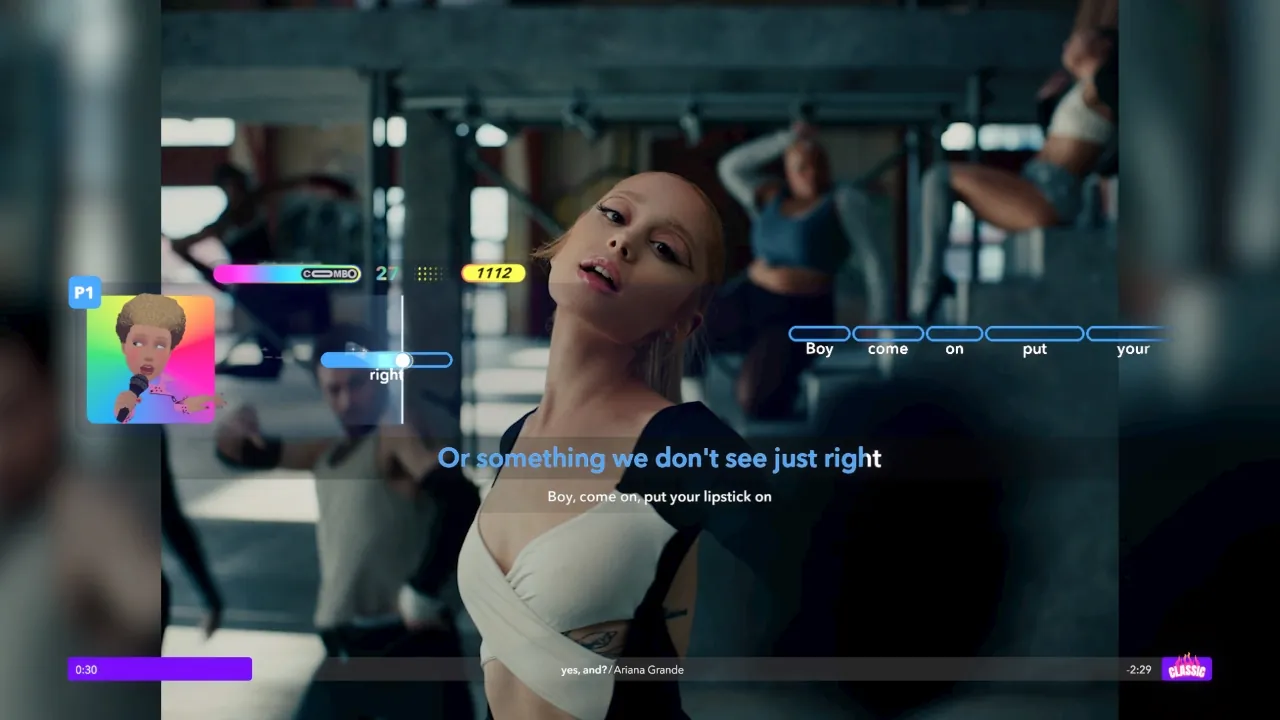 COMBO
27
1112
P1
Boy come on put your
right
Or something we don't see just right
Boy, come on, put your lipstick on
0:30
yes, and? / Ariana Grande
-2:29
CLASSIC